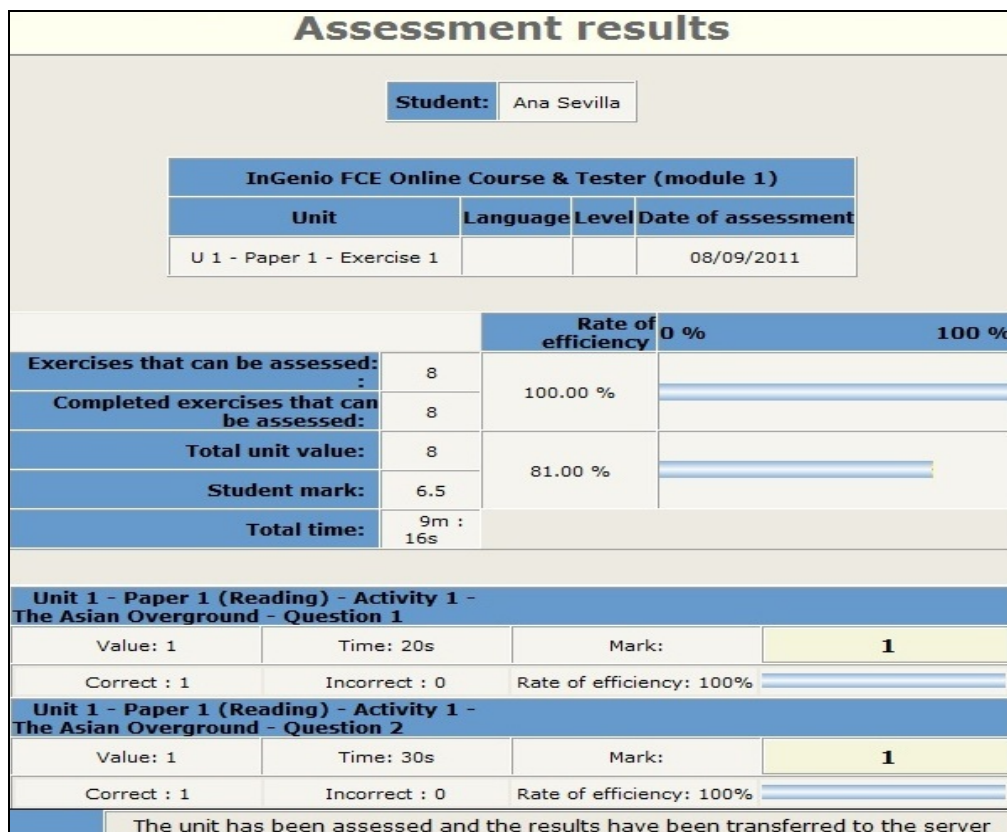 Assessment results
Student: Ana Sevilla
InGenio FCE Online Course & Tester (module 1)
Unit Language Level Date of assessment
U 1 - Paper 1 - Exercise 1 08/09/2011
Rate of efficiency 0 % 100 %
Exercises that can be assessed: : 8
100.00 %
Completed exercises that can be assessed: 8
Total unit value: 8
81.00 %
Student mark: 6.5
Total time: 9m : 16s
Unit 1 - Paper 1 (Reading) - Activity 1 -
The Asian Overground - Question 1
Value: 1 Time: 20s Mark: 1
Correct : 1 Incorrect : 0 Rate of efficiency: 100%
Unit 1 - Paper 1 (Reading) - Activity 1 -
The Asian Overground - Question 2
Value: 1 Time: 30s Mark: 1
Correct : 1 Incorrect : 0 Rate of efficiency: 100%
The unit has been assessed and the results have been transferred to the server